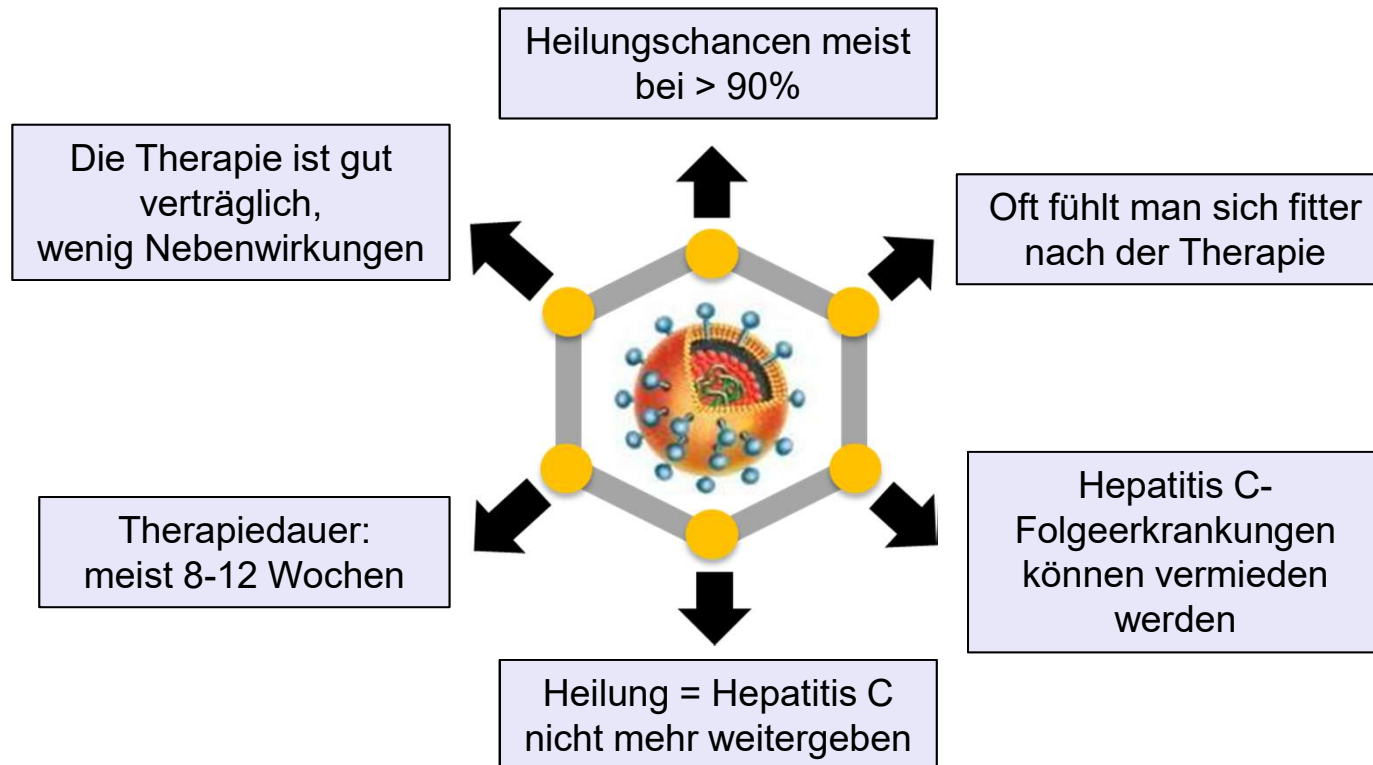 Heilungschancen meist
bei > 90%
Die Therapie ist gut
verträglich,
wenig Nebenwirkungen
Oft fühlt man sich fitter
nach der Therapie
Therapiedauer:
meist 8-12 Wochen
Hepatitis C-
Folgeerkrankungen
können vermieden
werden
Heilung = Hepatitis C
nicht mehr weitergeben